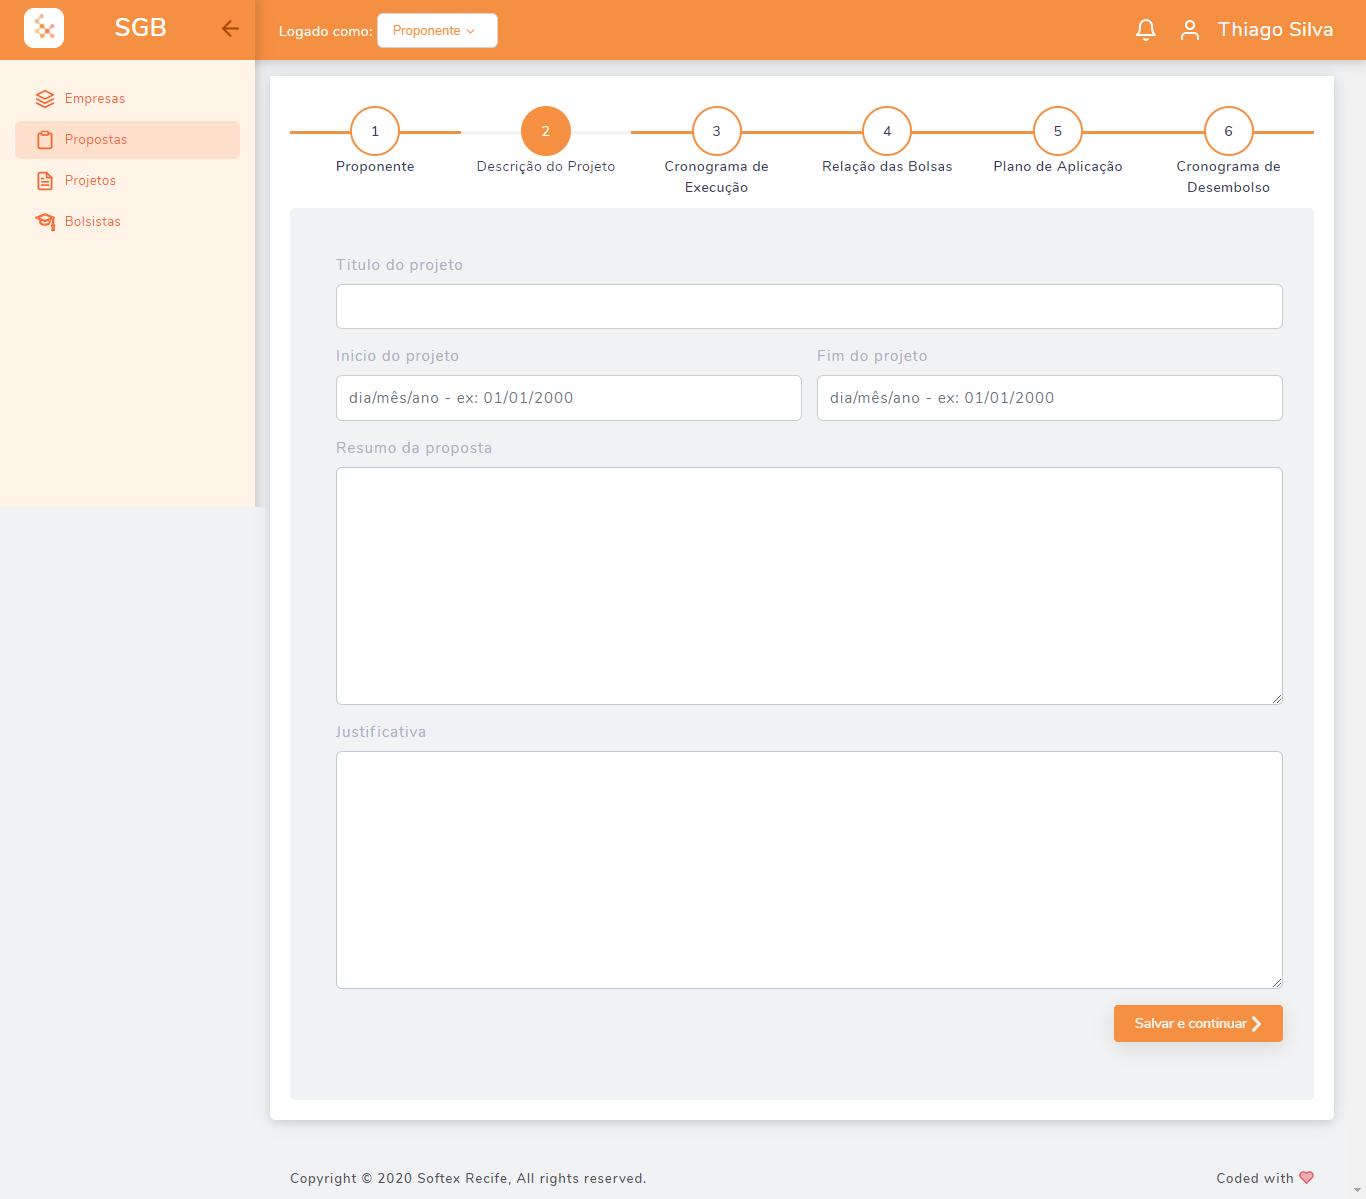 SGB
Logado como: Proponente
Thiago Silva
Empresas
Propostas
Projetos
Bolsistas
1
Proponente
2
Descrição do Projeto
3
Cronograma de
Execução
4
Relação das Bolsas
5
Plano de Aplicação
6
Cronograma de
Desembolso
Titulo do projeto
Inicio do projeto
Fim do projeto
dia/mês/ano - ex: 01/01/2000
dia/mês/ano - ex: 01/01/2000
Resumo da proposta
Justificativa
Salvar e continuar
Copyright © 2020 Softex Recife, All rights reserved.
Coded with